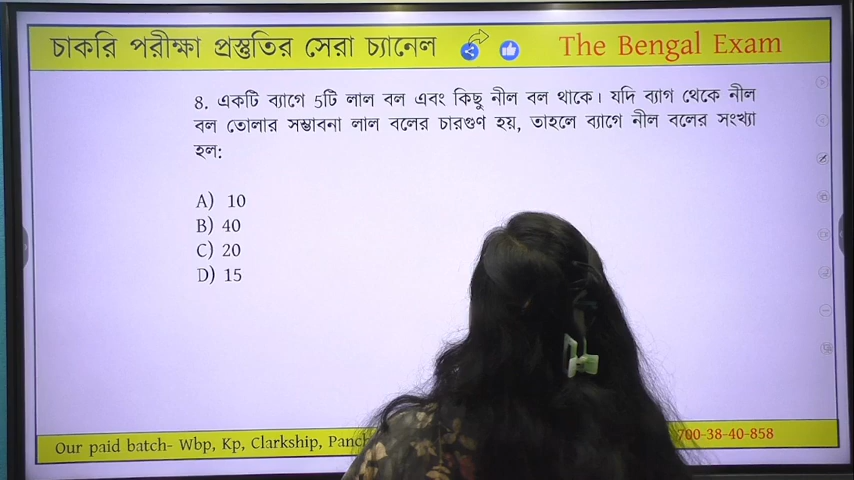 চাকরি পরীক্ষা প্রস্তুতির সেরা চ্যানেল The Bengal Exam
8. একটি ব্যাগে 5টি লাল বল এবং কিছু নীল বল থাকে। যদি ব্যাগ থেকে নীল
বল তোলার সম্ভাবনা লাল বলের চারগুণ হয়, তাহলে ব্যাগে নীল বলের সংখ্যা
হল:
A) 10
B) 40
C) 20
D) 15
Our paid batch- Wbp, Kp, Clarkship, 700-38-40-858